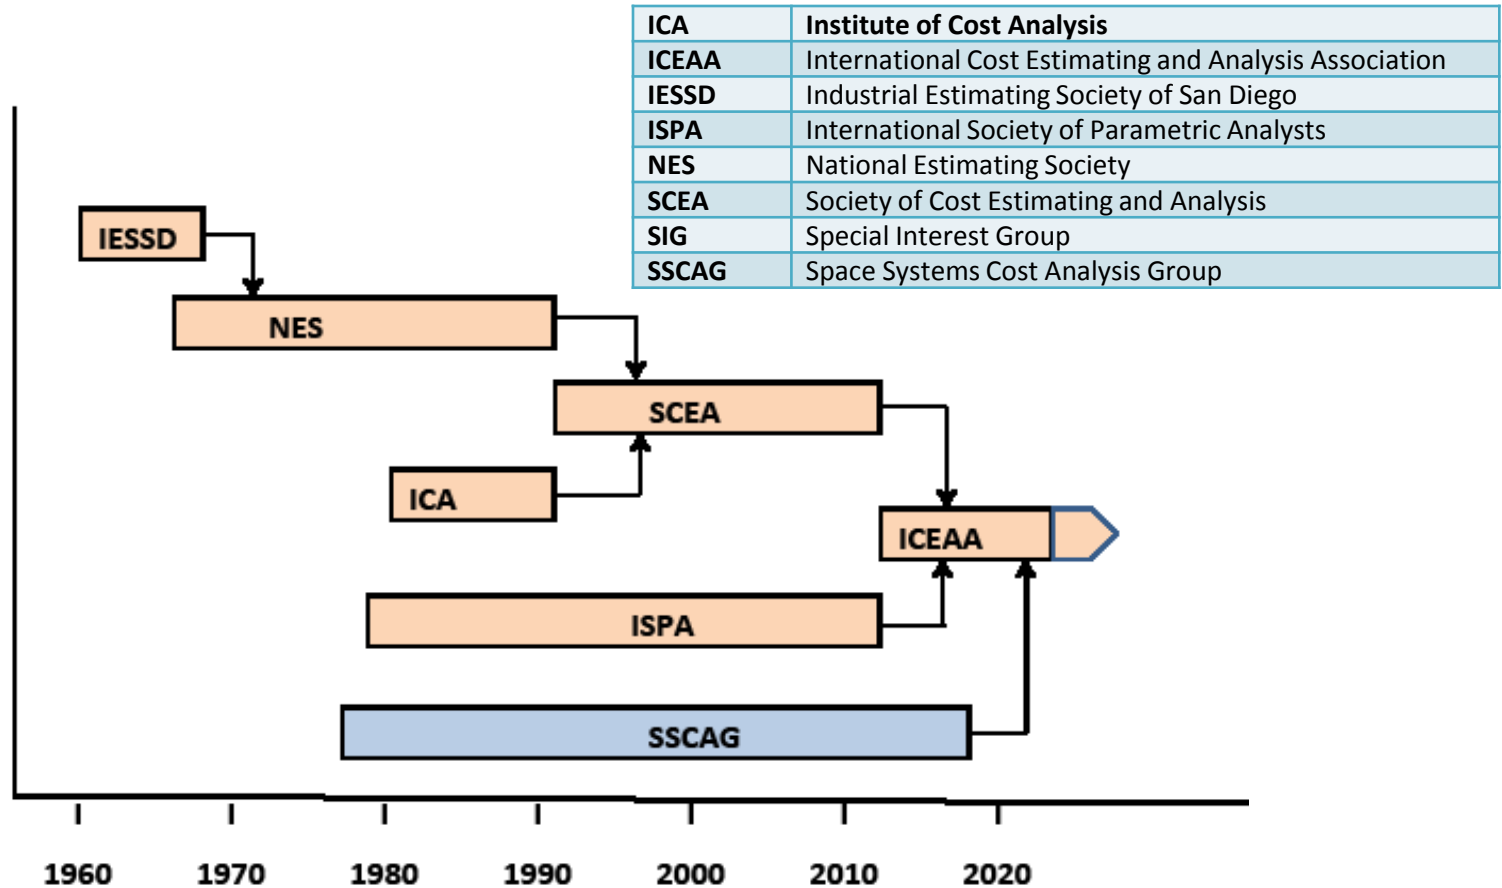 ICA Institute of Cost Analysis
ICEAA International Cost Estimating and Analysis Association
IESSD Industrial Estimating Society of San Diego
ISPA International Society of Parametric Analysts
NES National Estimating Society
SCEA Society of Cost Estimating and Analysis
SIG Special Interest Group
SSCAG Space Systems Cost Analysis Group
IESSD
NES
SCEA
ICA
ICEAA
ISPA
SSCAG
1960 1970 1980 1990 2000 2010 2020